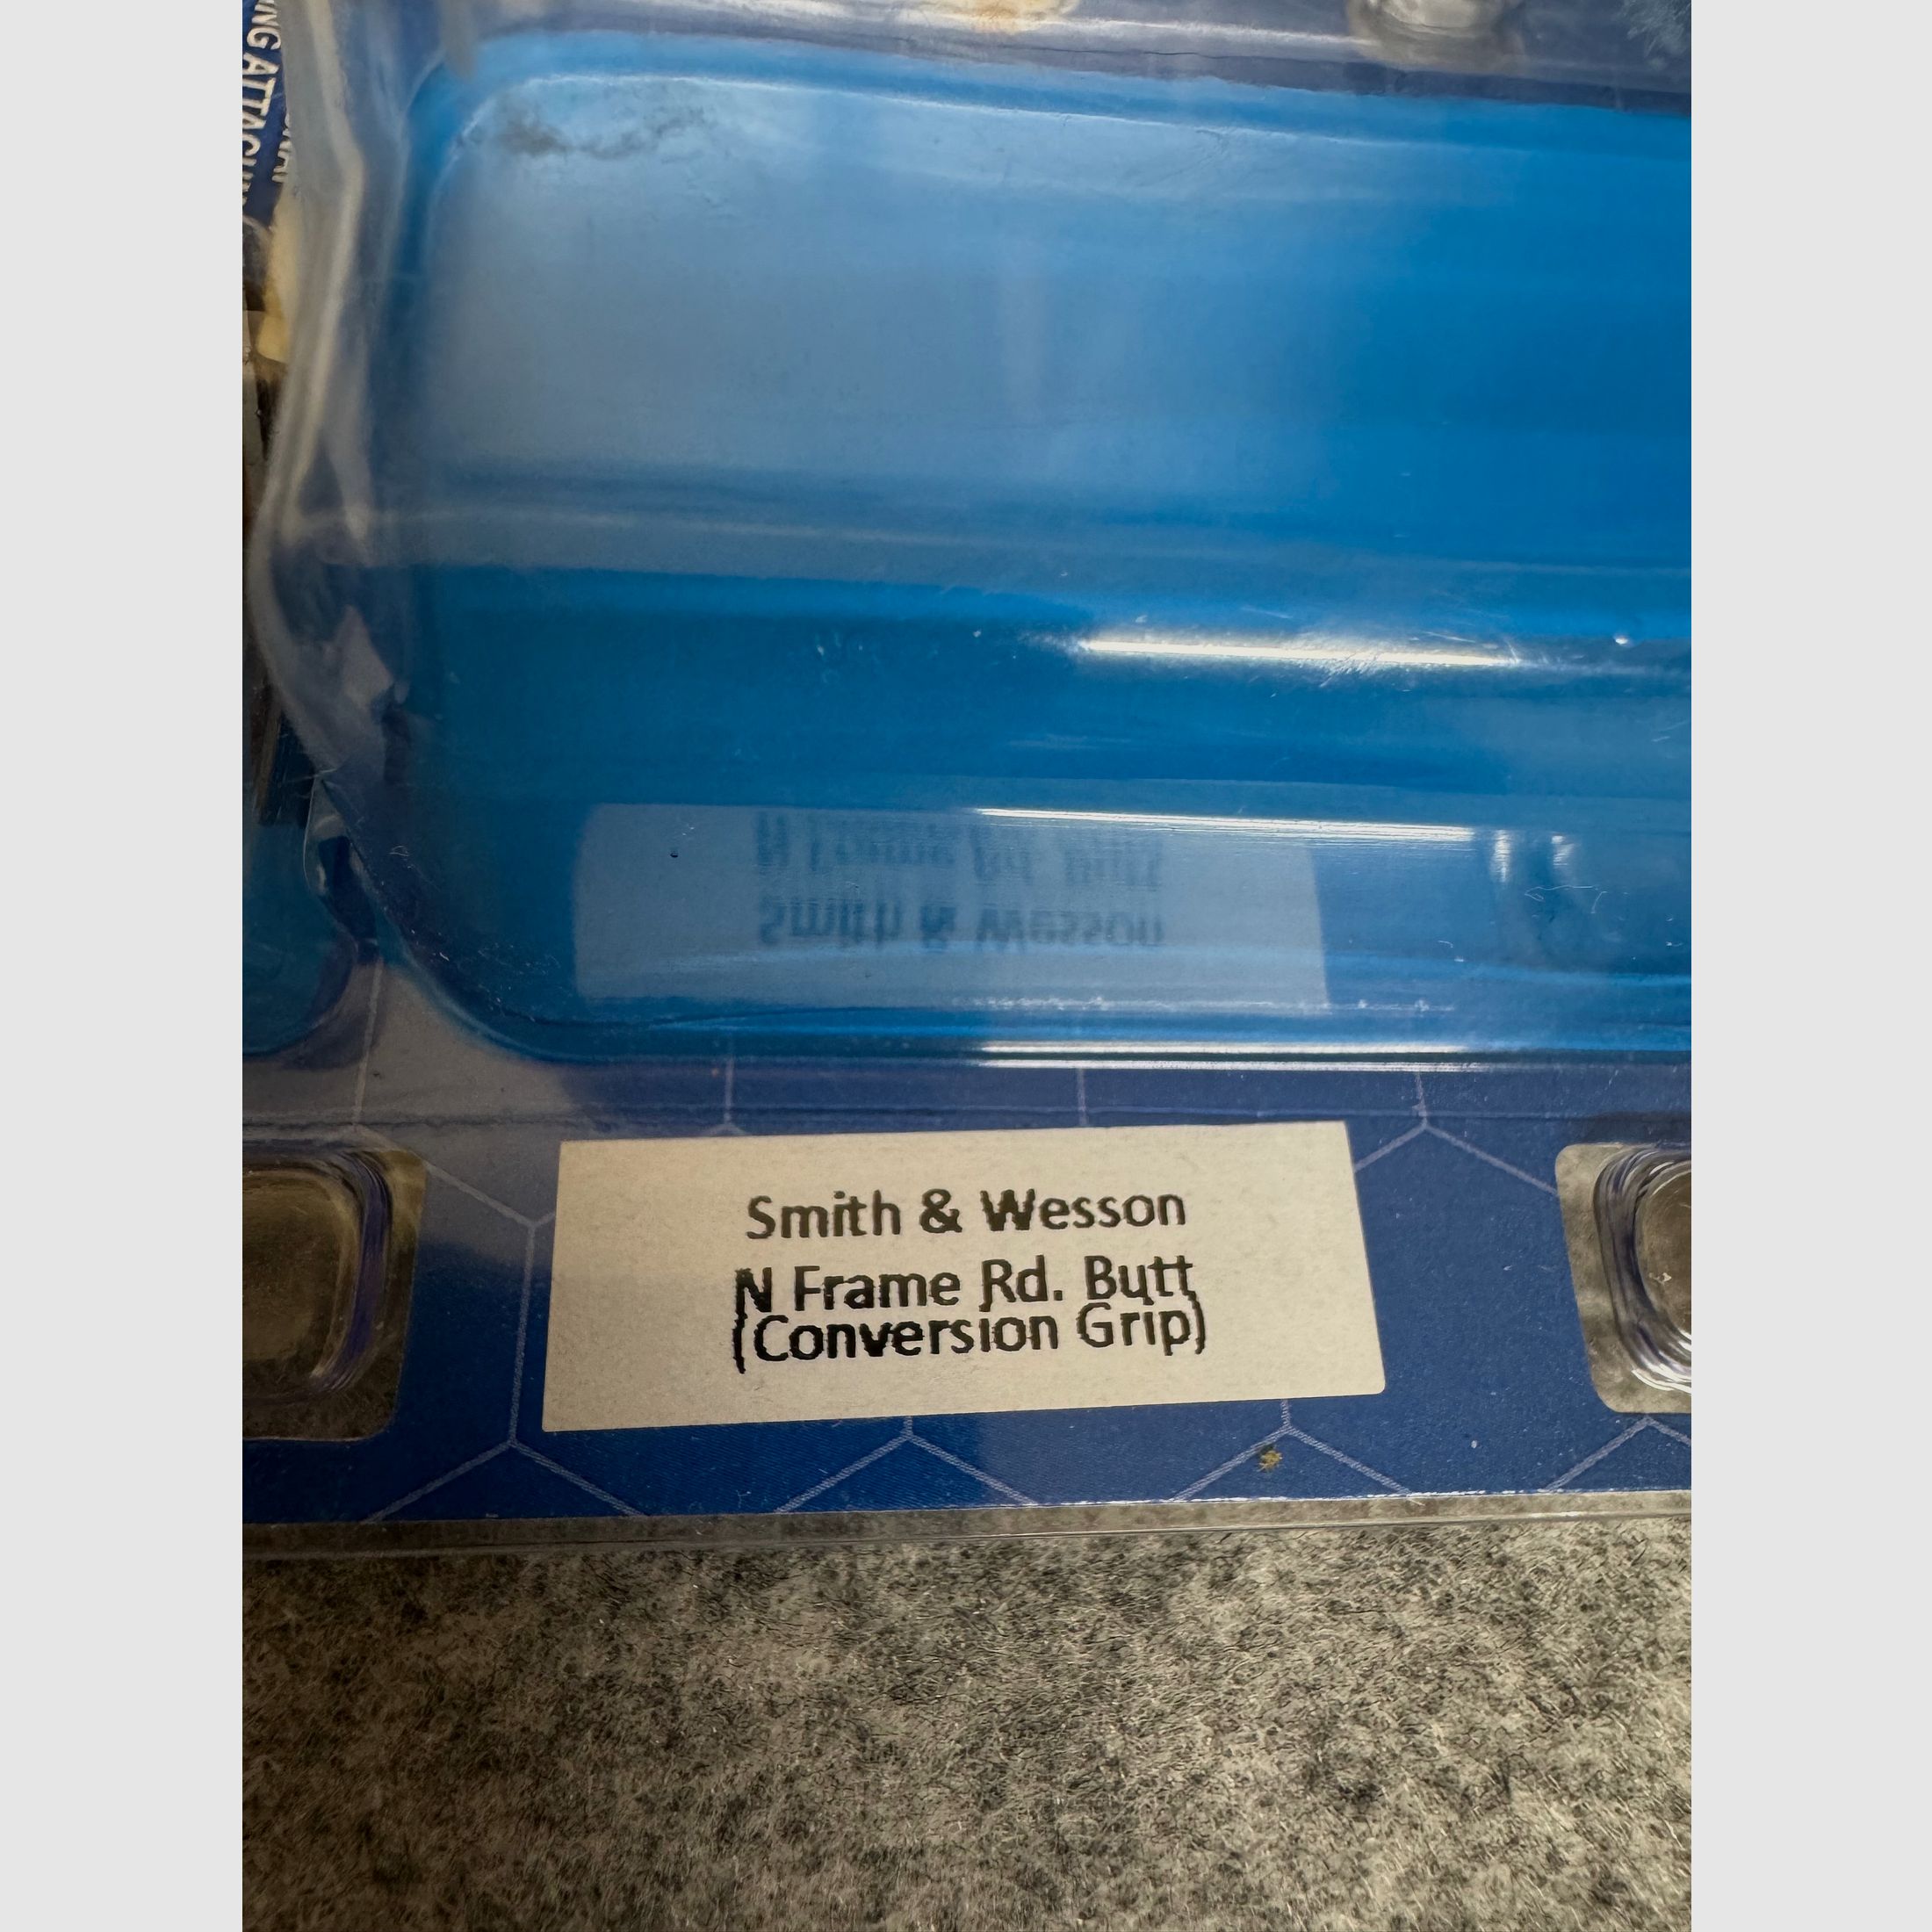 Smith & Wesson
N Frame Rd. Butt
(Conversion Grip)